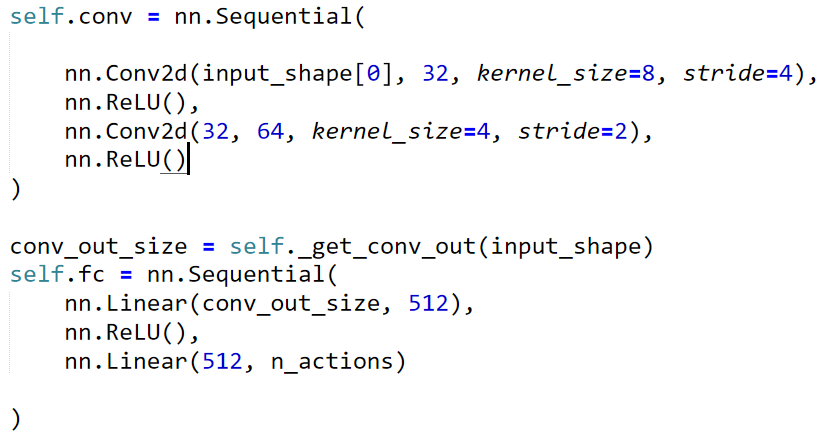 self.conv = nn.Sequential(
nn.Conv2d(input_shape[0], 32, kernel_size=8, stride=4),
nn.ReLU(),
nn.Conv2d(32, 64, kernel_size=4, stride=2),
nn.ReLU()
)
conv_out_size = self._get_conv_out(input_shape)
self.fc = nn.Sequential(
nn.Linear(conv_out_size, 512),
nn.ReLU(),
nn.Linear(512, n_actions)
)